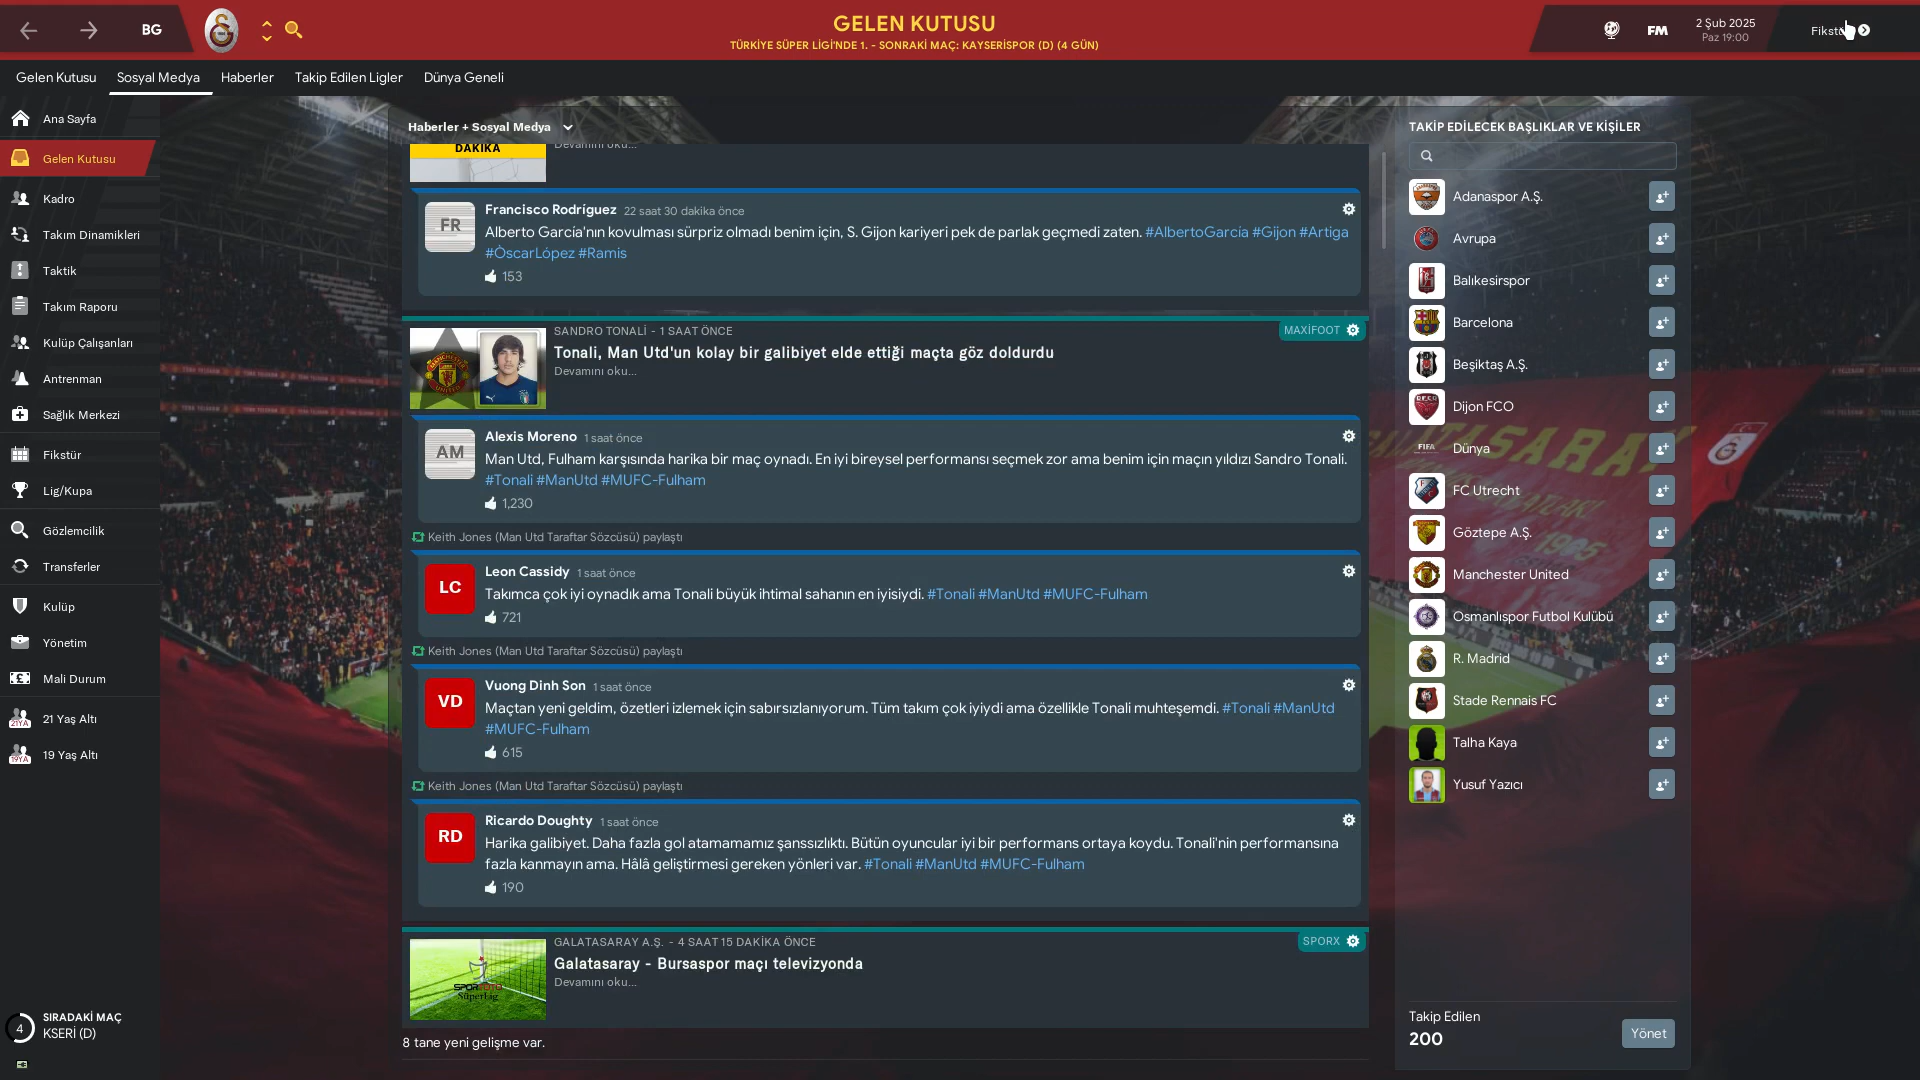 BG
GELEN KUTUSU
TÜRKİYE SÜPER LİGİ'NDE 1. - SONRAKİ MAÇ: KAYSERİSPOR (D) (4 GÜN)
FM
2 Şub 2025
Paz 19:00
Gelen Kutusu
Sosyal Medya
Haberler
Takip Edilen Ligler
Dünya Geneli
Ana Sayfa
Gelen Kutusu
Kadro
Takım Dinamikleri
Taktik
Takım Raporu
Kulüp Çalışanları
Antrenman
Sağlık Merkezi
Fikstür
Lig/Kupa
Gözlemcilik
Transferler
Kulüp
Yönetim
Mali Durum
21YA
21 Yaş Altı
19YA
19 Yaş Altı
4
SIRADAKİ MAÇ
KSERİ (D)
Haberler + Sosyal Medya
DAKIKA
Devamını oku...
FR
Francisco Rodríguez 22 saat 30 dakika önce
Alberto García'nın kovulması sürpriz olmadı benim için, S. Gijon kariyeri pek de parlak geçmedi zaten. #AlbertoGarcía #Gijon #Artiga
#ÒscarLópez #Ramis
153
SANDRO TONALİ - 1 SAAT ÖNCE
MAXİFOOT
Tonali, Man Utd'un kolay bir galibiyet elde ettiği maçta göz doldurdu
Devamını oku...
AM
Alexis Moreno 1 saat önce
Man Utd, Fulham karşısında harika bir maç oynadı. En iyi bireysel performansı seçmek zor ama benim için maçın yıldızı Sandro Tonali.
#Tonali #ManUtd #MUFC-Fulham
1,230
Keith Jones (Man Utd Taraftar Sözcüsü) paylaştı
LC
Leon Cassidy 1 saat önce
Takımca çok iyi oynadık ama Tonali büyük ihtimal sahanın en iyisiydi. #Tonali #ManUtd #MUFC-Fulham
721
Keith Jones (Man Utd Taraftar Sözcüsü) paylaştı
VD
Vuong Dinh Son 1 saat önce
Maçtan yeni geldim, özetleri izlemek için sabırsızlanıyorum. Tüm takım çok iyiydi ama özellikle Tonali muhteşemdi. #Tonali #ManUtd
#MUFC-Fulham
615
Keith Jones (Man Utd Taraftar Sözcüsü) paylaştı
RD
Ricardo Doughty 1 saat önce
Harika galibiyet. Daha fazla gol atamamamız şanssızlıktı. Bütün oyuncular iyi bir performans ortaya koydu. Tonali'nin performansına
fazla kanmayın ama. Hâlâ geliştirmesi gereken yönleri var. #Tonali #ManUtd #MUFC-Fulham
190
GALATASARAY A.Ş. - 4 SAAT 15 DAKİKA ÖNCE
SPORX
Galatasaray - Bursaspor maçı televizyonda
Devamını oku...
8 tane yeni gelişme var.
TAKİP EDİLECEK BAŞLIKLAR VE KİŞİLER
Adanaspor A.Ş.
Avrupa
Balıkesirspor
Barcelona
Beşiktaş A.Ş.
Dijon FCO
FIFA
Dünya
FC Utrecht
Göztepe A.Ş.
Manchester United
Osmanlıspor Futbol Kulübü
R. Madrid
Stade Rennais FC
Talha Kaya
Yusuf Yazıcı
Takip Edilen
200
Yönet